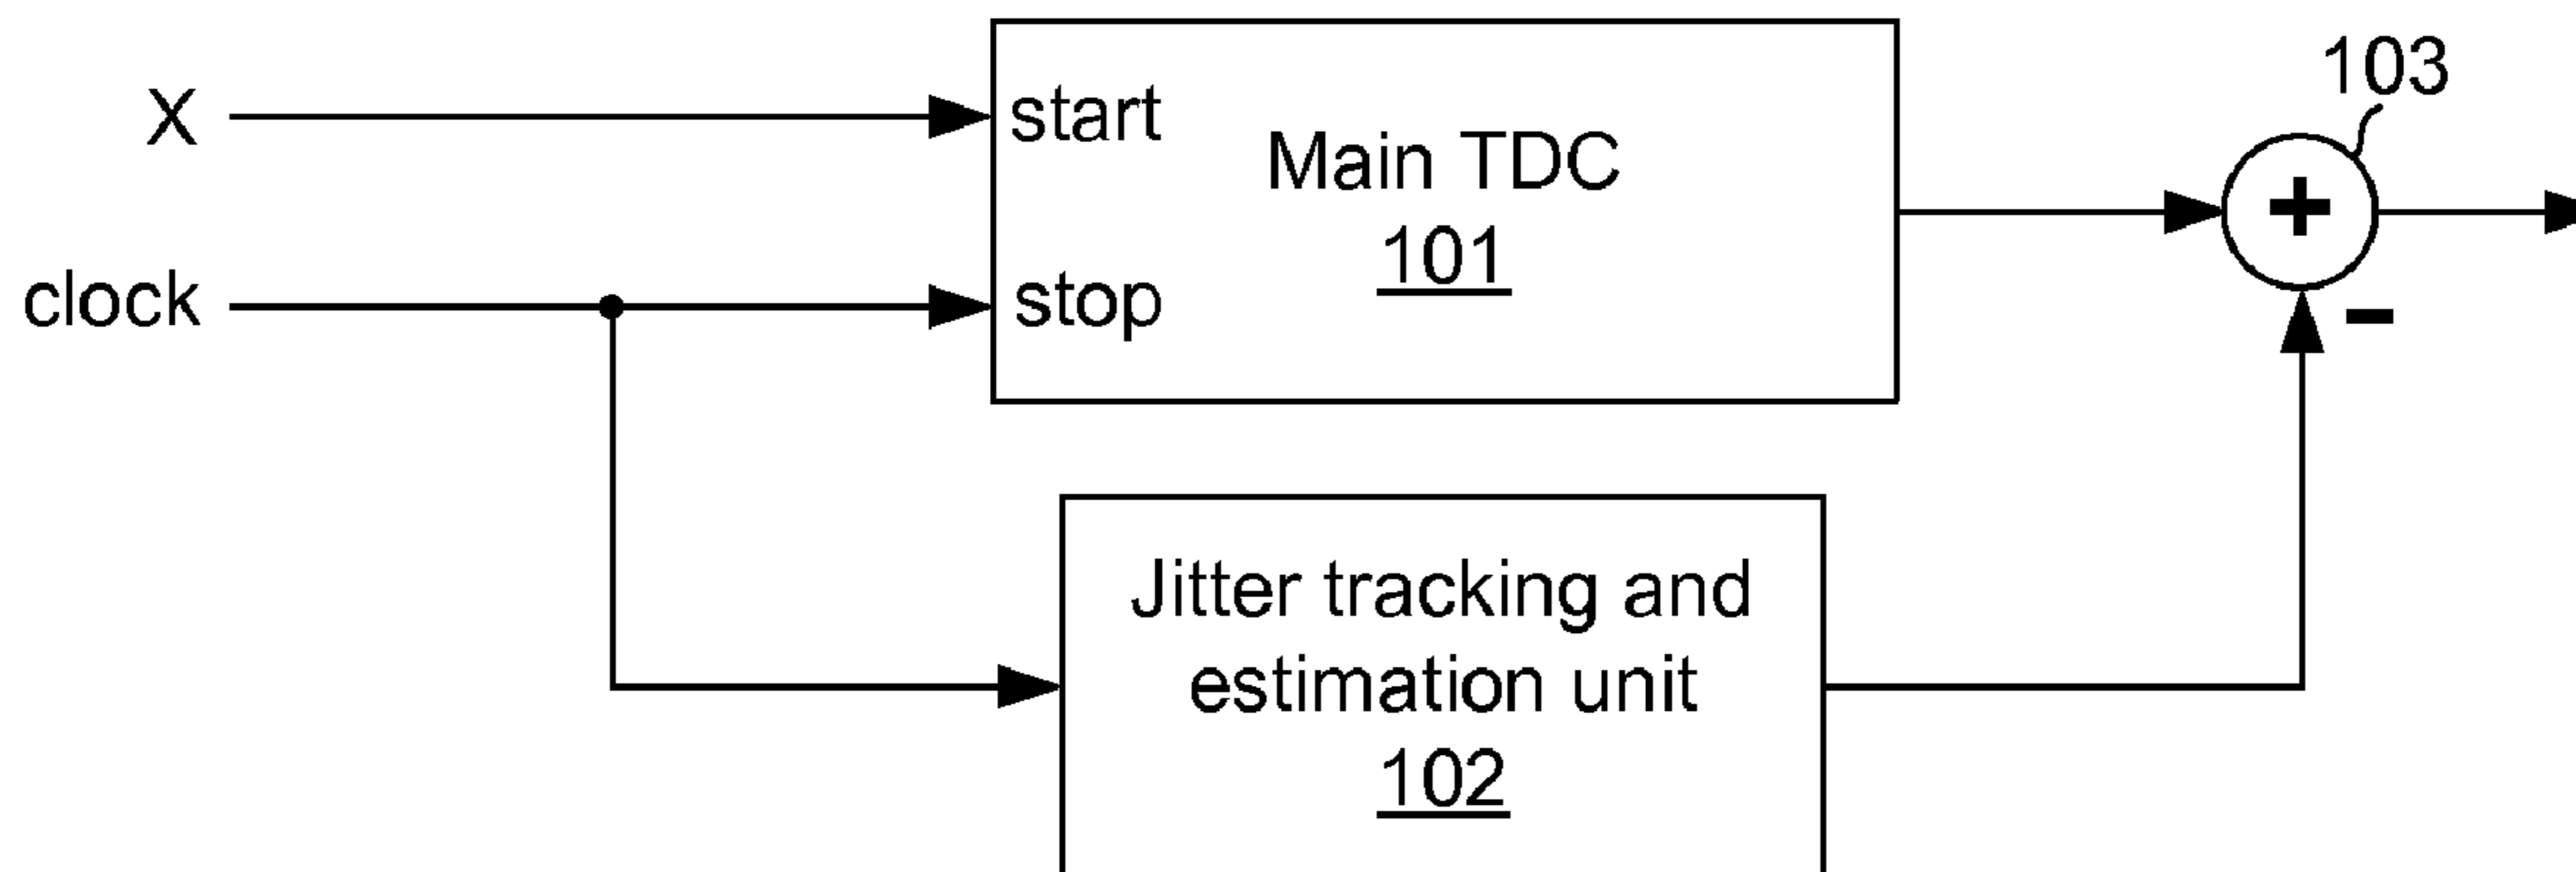 103
X
start
Main TDC
+
101
clock
stop
-
Jitter tracking and
estimation unit
102